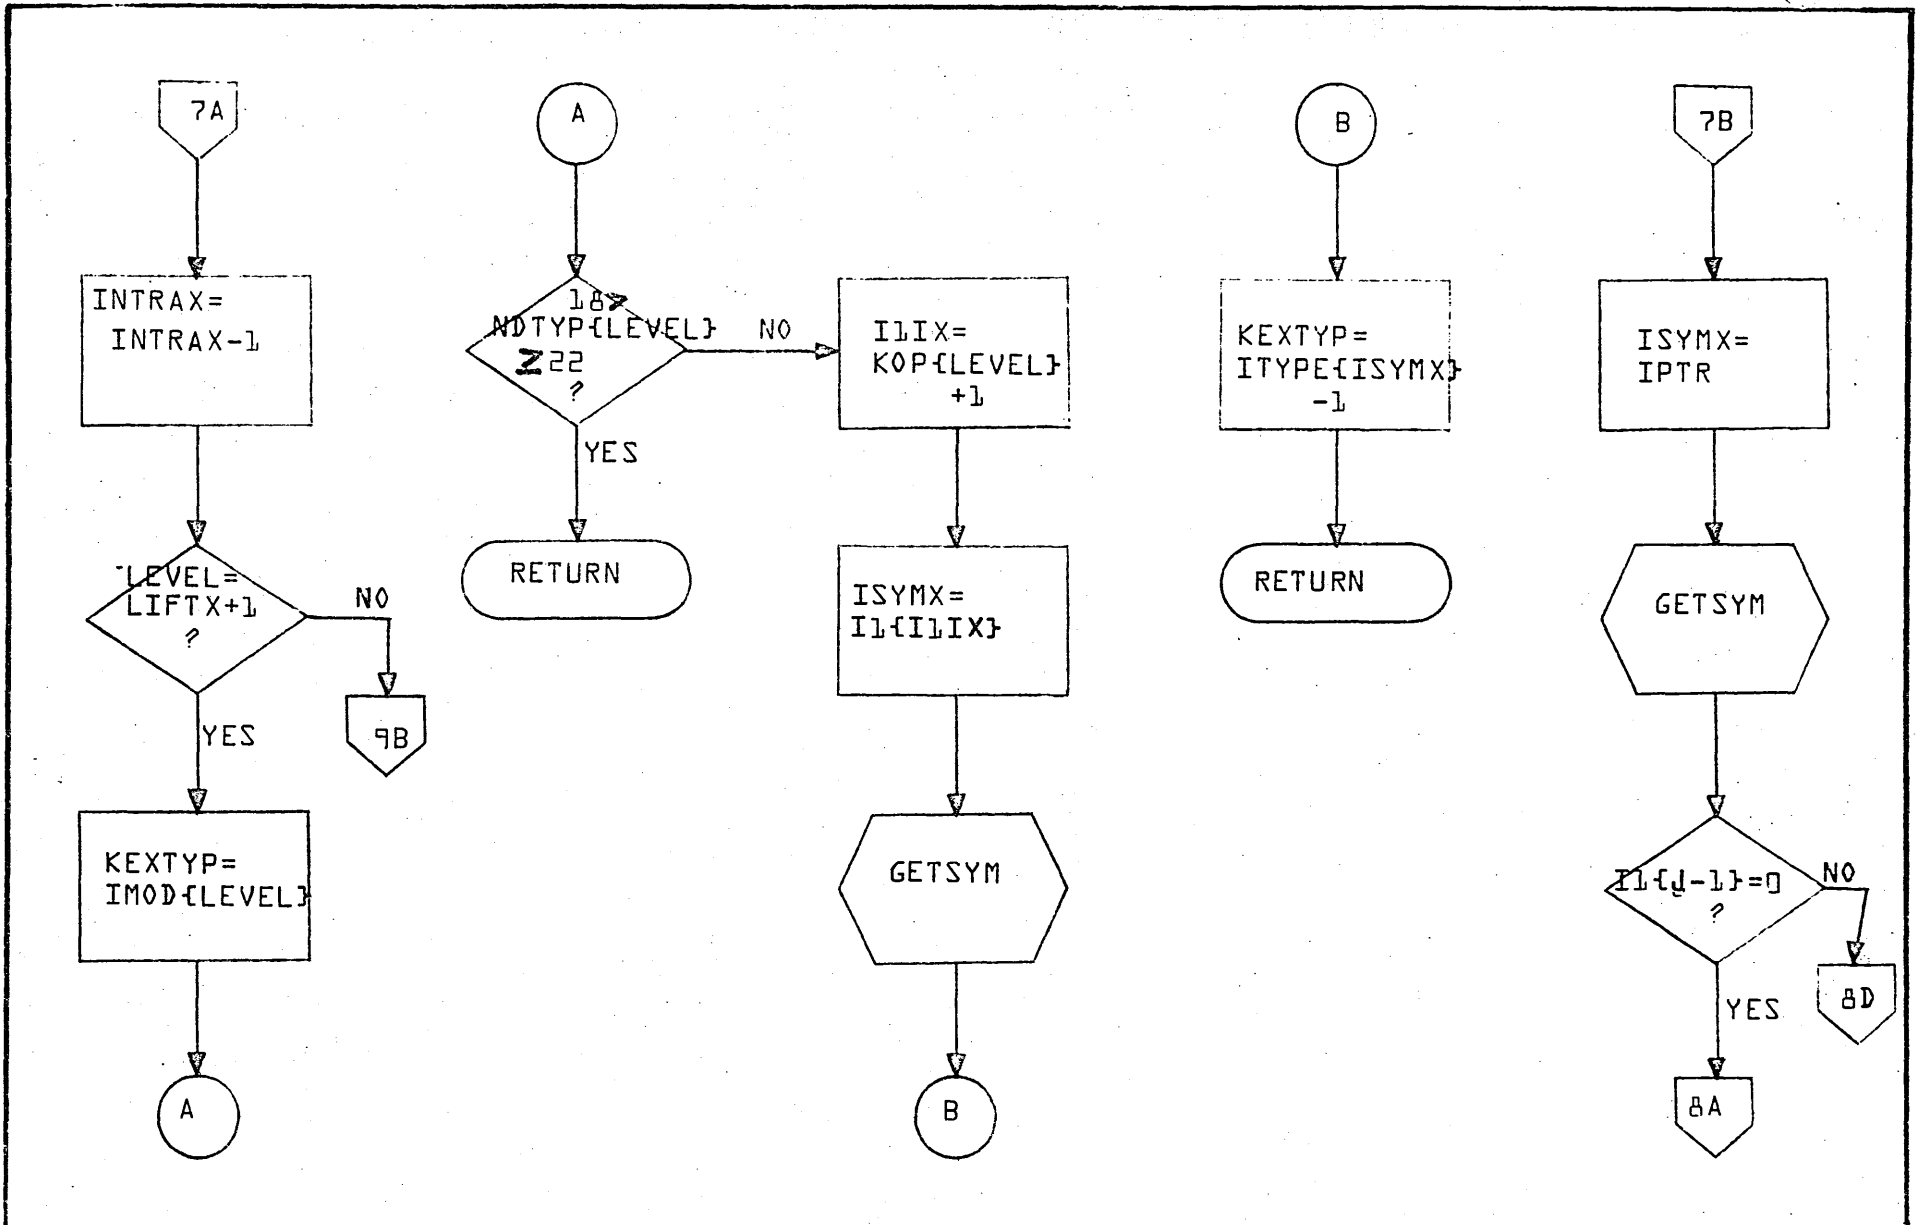 7A
INTRAX=
INTRAX-1
LEVEL=
LIFTX+1
?
NO
9B
YES
KEXTYP=
IMOD{LEVEL}
A
A
18>
NDTYP{LEVEL}
≥22
?
NO
YES
RETURN
I1IX=
KOP{LEVEL}
+1
ISYMX=
I1{I1IX}
GETSYM
B
B
KEXTYP=
ITYPE{ISYMX}
-1
RETURN
7B
ISYMX=
IPTR
GETSYM
I1{J-1}=0
?
NO
8D
YES
8A